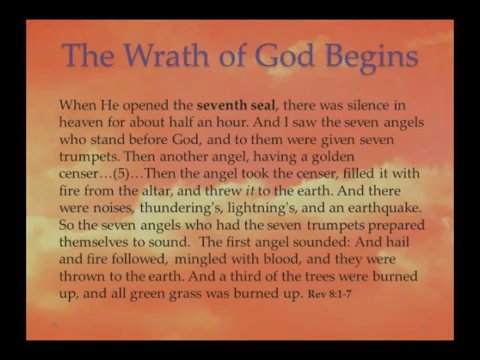 The Wrath of God Begins
When He opened the seventh seal, there was silence in
heaven for about half an hour. And I saw the seven angels
who stand before God, and to them were given seven
trumpets. Then another angel, having a golden
censer…(5)…Then the angel took the censer, filled it with
fire from the altar, and threw it to the earth. And there
were noises, thundering's, lightning's, and an earthquake.
So the seven angels who had the seven trumpets prepared
themselves to sound.  The first angel sounded: And hail
and fire followed, mingled with blood, and they were
thrown to the earth. And a third of the trees were burned
up, and all green grass was burned up. Rev 8:1-7